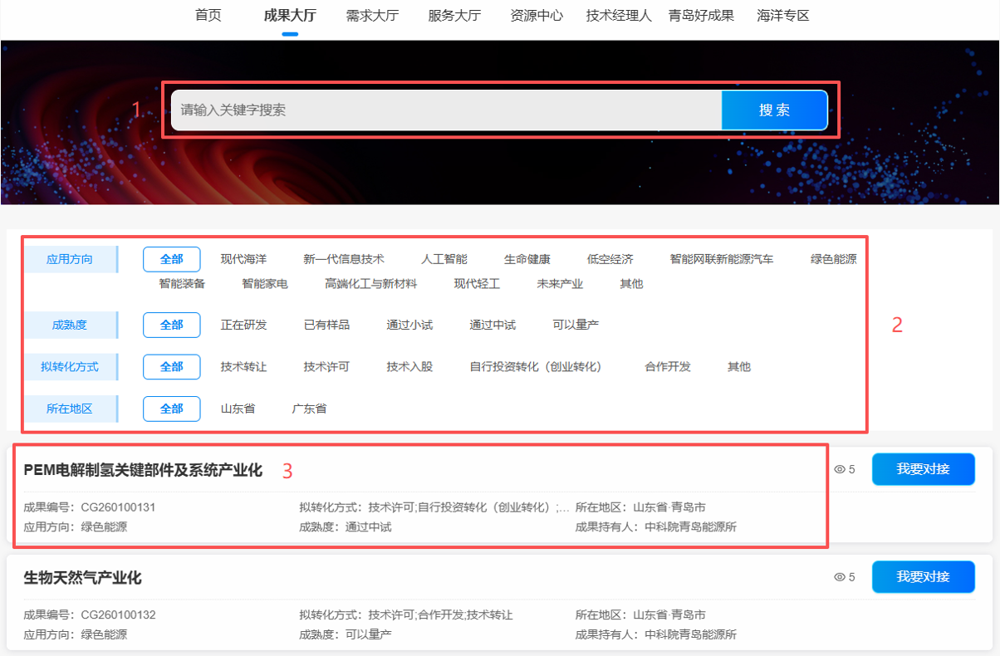 首页 成果大厅 需求大厅 服务大厅 资源中心 技术经理人 青岛好成果 海洋专区
1 请输入关键字搜索 搜索
应用方向 全部 现代海洋 新一代信息技术 人工智能 生命健康 低空经济 智能网联新能源汽车 绿色能源
智能装备 智能家电 高端化工与新材料 现代轻工 未来产业 其他
成熟度 全部 正在研发 已有样品 通过小试 通过中试 可以量产 2
拟转化方式 全部 技术转让 技术许可 技术入股 自行投资转化（创业转化） 合作开发 其他
所在地区 全部 山东省 广东省
PEM电解制氢关键部件及系统产业化 3 5 我要对接
成果编号：CG260100131 拟转化方式：技术许可;自行投资转化（创业转化）;... 所在地区：山东省·青岛市
应用方向：绿色能源 成熟度：通过中试 成果持有人：中科院青岛能源所
生物天然气产业化 5 我要对接
成果编号：CG260100132 拟转化方式：技术许可;合作开发;技术转让 所在地区：山东省·青岛市
应用方向：绿色能源 成熟度：可以量产 成果持有人：中科院青岛能源所